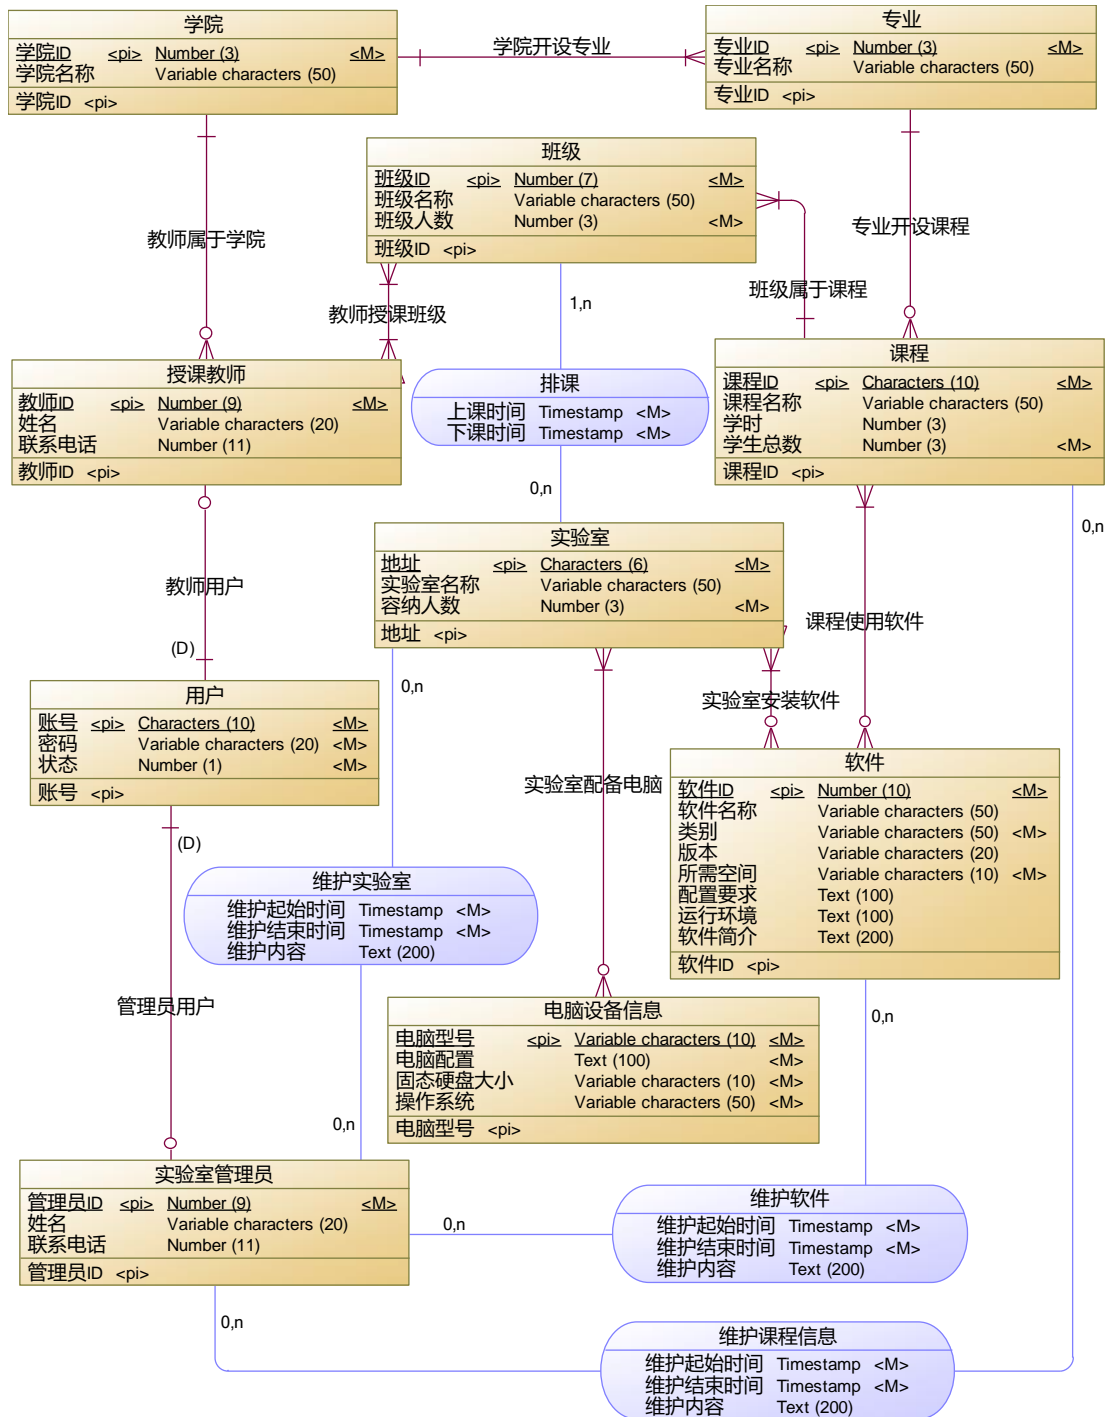 学院
学院ID <pi> Number (3) <M>
学院名称 Variable characters (50)
学院ID <pi>
学院开设专业
专业
专业ID <pi> Number (3) <M>
专业名称 Variable characters (50)
专业ID <pi>
班级
班级ID <pi> Number (7) <M>
班级名称 Variable characters (50)
班级人数 Number (3) <M>
班级ID <pi>
教师属于学院
专业开设课程
班级属于课程
教师授课班级
1,n
授课教师
教师ID <pi> Number (9) <M>
姓名 Variable characters (20)
联系电话 Number (11)
教师ID <pi>
排课
上课时间 Timestamp <M>
下课时间 Timestamp <M>
课程
课程ID <pi> Characters (10) <M>
课程名称 Variable characters (50)
学时 Number (3)
学生总数 Number (3) <M>
课程ID <pi>
0,n
0,n
实验室
地址 <pi> Characters (6) <M>
实验室名称 Variable characters (50)
容纳人数 Number (3) <M>
地址 <pi>
教师用户
(D)
课程使用软件
0,n
实验室安装软件
用户
账号 <pi> Characters (10) <M>
密码 Variable characters (20) <M>
状态 Number (1) <M>
账号 <pi>
(D)
实验室配备电脑
软件
软件ID <pi> Number (10) <M>
软件名称 Variable characters (50)
类别 Variable characters (50) <M>
版本 Variable characters (20)
所需空间 Variable characters (10) <M>
配置要求 Text (100)
运行环境 Text (100)
软件简介 Text (200)
软件ID <pi>
维护实验室
维护起始时间 Timestamp <M>
维护结束时间 Timestamp <M>
维护内容 Text (200)
管理员用户
0,n
电脑设备信息
电脑型号 <pi> Variable characters (10) <M>
电脑配置 Text (100) <M>
固态硬盘大小 Variable characters (10) <M>
操作系统 Variable characters (50) <M>
电脑型号 <pi>
0,n
实验室管理员
管理员ID <pi> Number (9) <M>
姓名 Variable characters (20)
联系电话 Number (11)
管理员ID <pi>
0,n
维护软件
维护起始时间 Timestamp <M>
维护结束时间 Timestamp <M>
维护内容 Text (200)
0,n
维护课程信息
维护起始时间 Timestamp <M>
维护结束时间 Timestamp <M>
维护内容 Text (200)